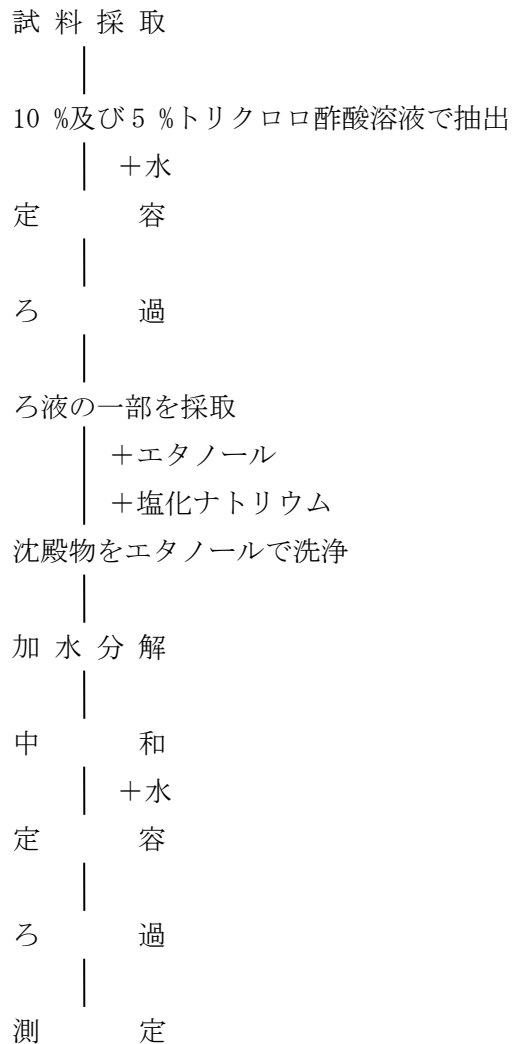 試 料 採 取
10 %及び5 %トリクロロ酢酸溶液で抽出
+水
定 容
ろ 過
ろ液の一部を採取
+エタノール
+塩化ナトリウム
沈殿物をエタノールで洗浄
加 水 分 解
中 和
+水
定 容
ろ 過
測 定